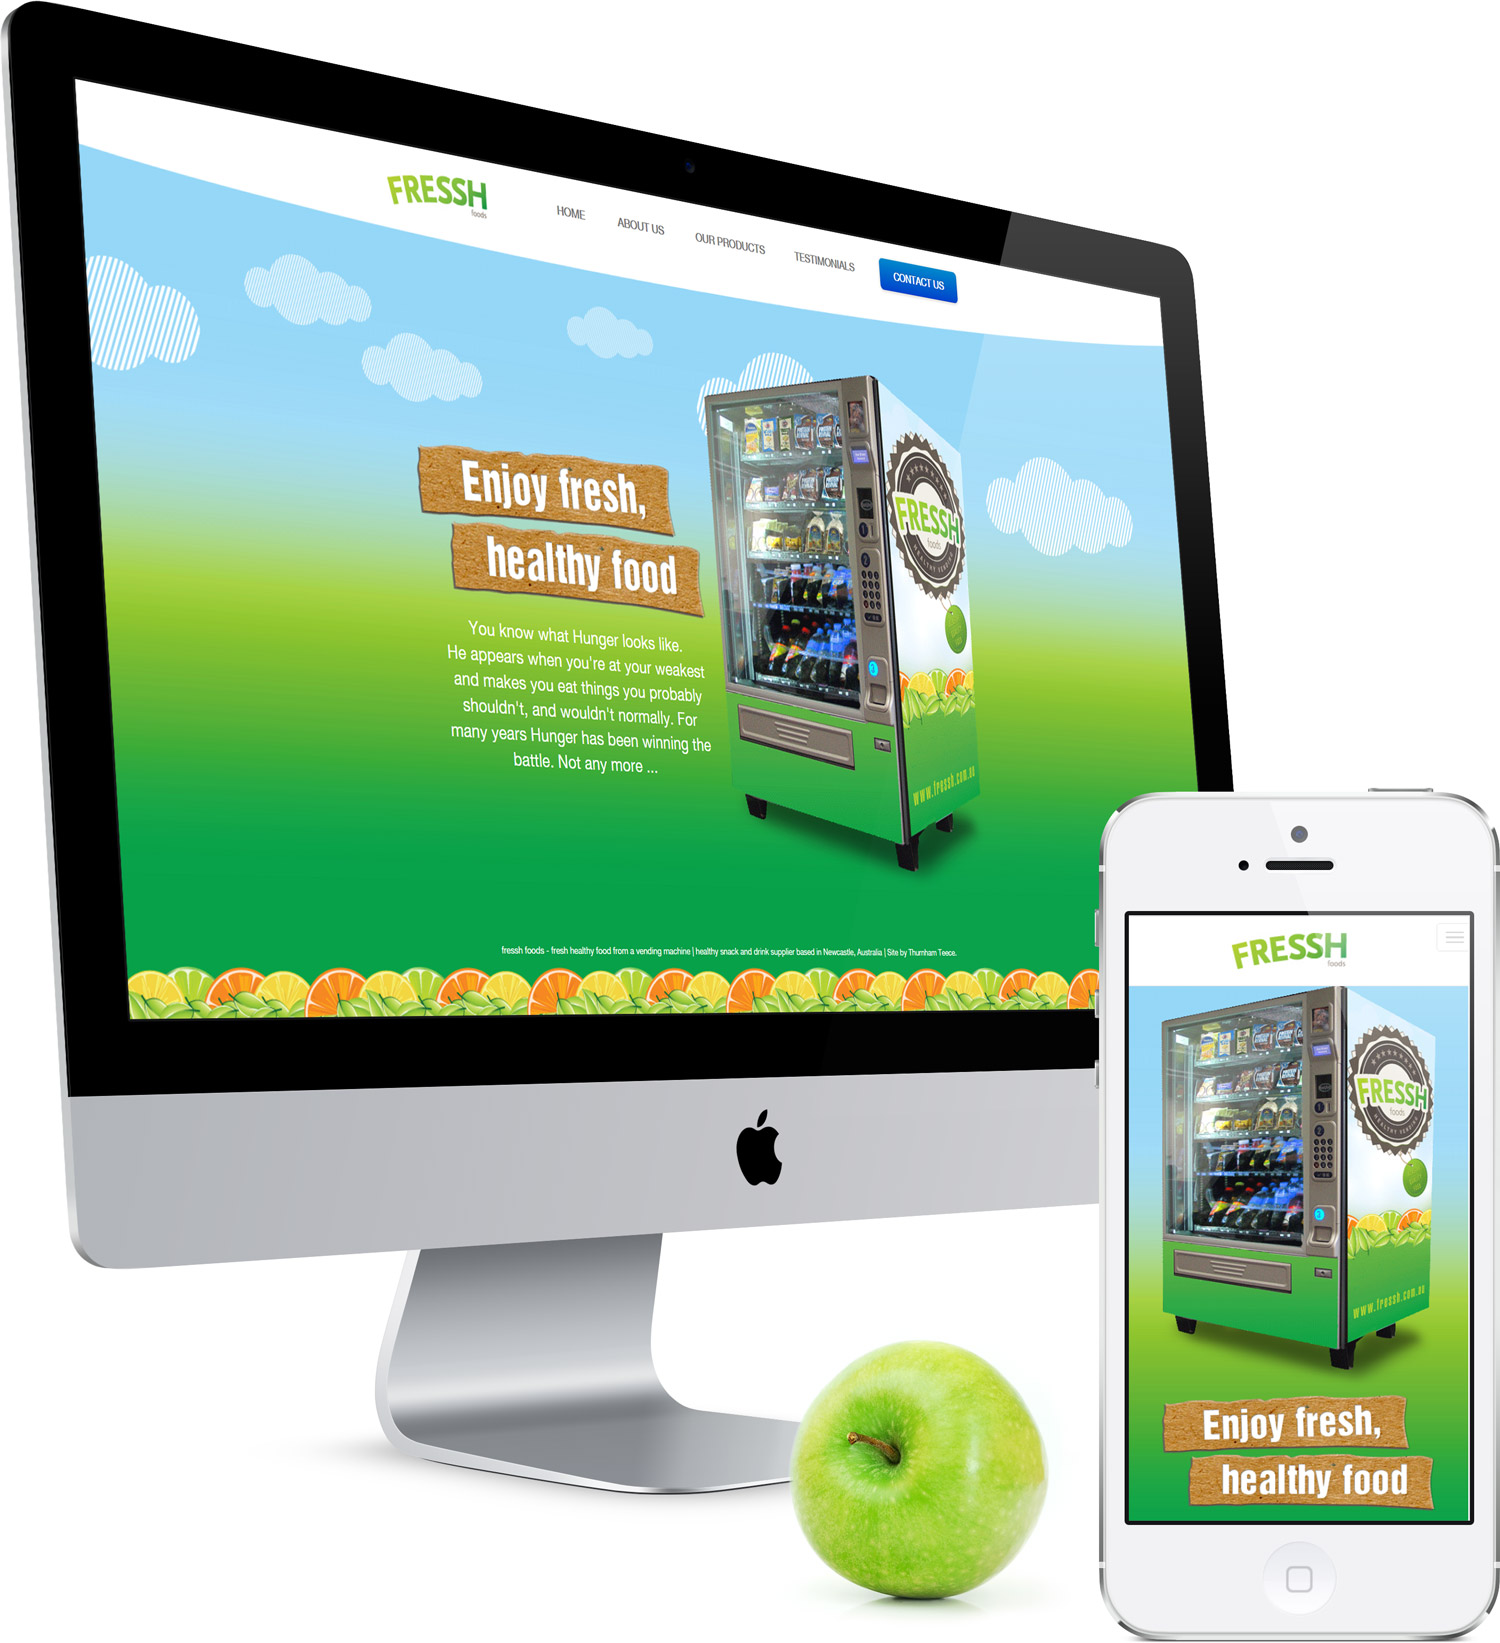 FRESSH
foods
HOME
ABOUT US
OUR PRODUCTS
TESTIMONIALS
CONTACT US
Enjoy fresh,
healthy food
You know what Hunger looks like.
He appears when you're at your weakest
and makes you eat things you probably
shouldn't, and wouldn't normally. For
many years Hunger has been winning the
battle. Not any more ...
FRESSH
foods
HEALTHY VENDING
www.fressh.com.au
fressh foods - fresh healthy food from a vending machine | healthy snack and drink supplier based in Newcastle, Australia | Site by Thurnham Teece.
FRESSH
foods
FRESSH
foods
HEALTHY VENDING
www.fressh.com.au
Enjoy fresh,
healthy food